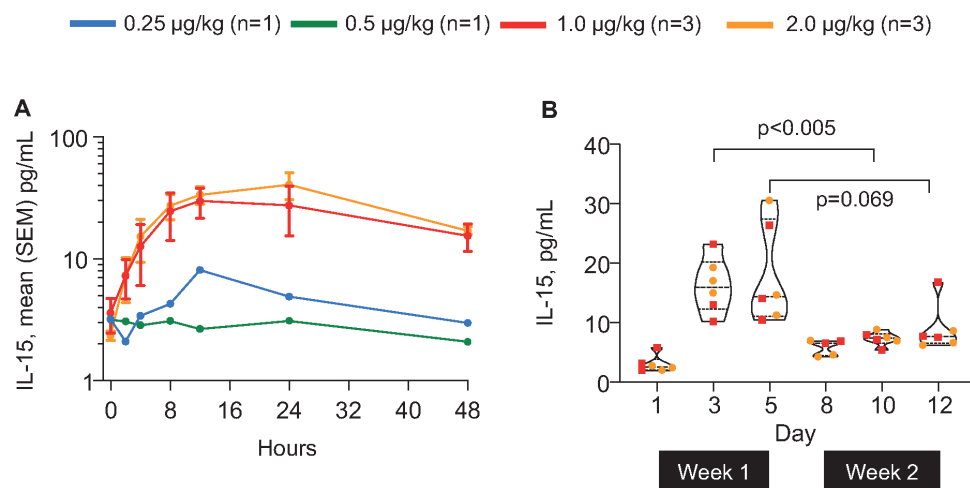 0.25 µg/kg (n=1) 0.5 µg/kg (n=1) 1.0 µg/kg (n=3) 2.0 µg/kg (n=3)
A
IL-15, mean (SEM) pg/mL
100
10
1
0 8 16 24 32 40 48
Hours
B
p<0.005
p=0.069
IL-15, pg/mL
40
30
20
10
0
1 3 5 8 10 12
Day
Week 1 Week 2